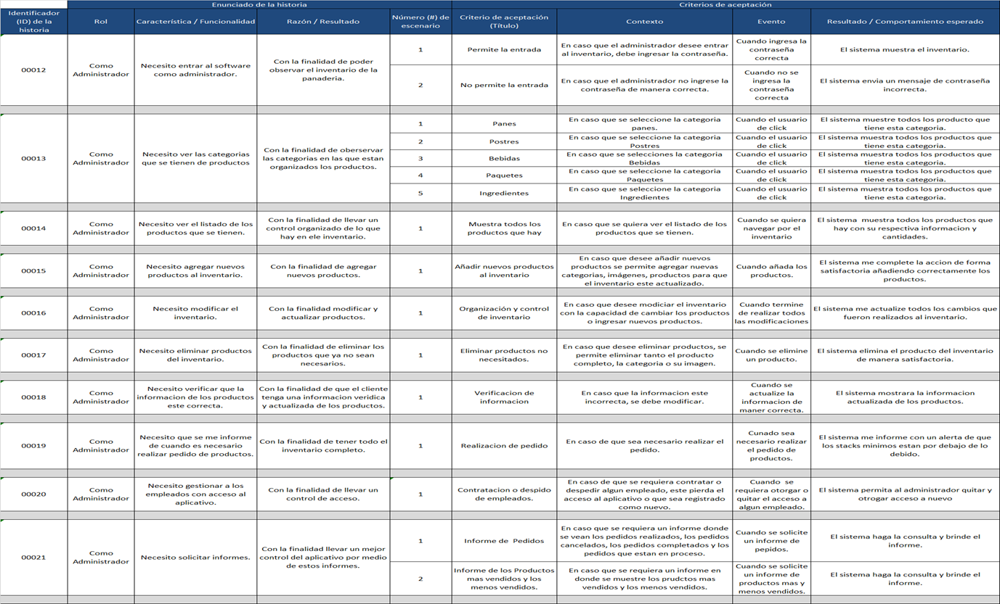 Enunciado de la historia
Criterios de aceptación
Identificador
(ID) de la
historia
Rol
Característica / Funcionalidad
Razón / Resultado
Número (#) de
escenario
Criterio de aceptación
(Título)
Contexto
Evento
Resultado / Comportamiento esperado
00012
Como
Administrador
Necesito entrar al software
como administrador.
Con la finalidad de poder
observar el inventario de la
panaderia.
1
Permite la entrada
En caso que el administrador desee entrar
al inventario, debe ingresar la contraseña.
Cuando ingresa la
contraseña
correcta
El sistema muestra el inventario.
2
No permite la entrada
En caso que el administrador no ingrese la
contraseña de manera correcta.
Cuando no se
ingresa la
contraseña
correcta
El sistema envia un mensaje de contraseña
incorrecta.
00013
Como
Administrador
Necesito ver las categorias
que se tienen de productos
Con la finalidad de oberservar
las categorias en las que estan
organizados los productos.
1
Panes
En caso que se seleccione la categoria
panes.
Cuando el usuario
de click
El sistema muestre todos los producto que
tiene esta categoria.
2
Postres
En caso que se seleccione la categoria
Postres
Cuando el usuario
de click
El sistema muestra todos los productos que
tiene esta categoria.
3
Bebidas
En caso que se selecciones la categoria
Bebidas
Cuando el usuario
de click
El sistema muestra todos los productos que
tiene esta categoria.
4
Paquetes
En caso que se seleccione la categoria
Paquetes
Cuando el usuario
de click
El sistema muestra todos los productos que
tiene esta categoria.
5
Ingredientes
En caso que se seleccione la categoria
Ingredientes
Cuando el usuario
de click
El sistema muestra todos los productos que
tiene esta categoria.
00014
Como
Administrador
Necesito ver el listado de los
productos que se tienen.
Con la finalidad de llevar un
control organizado de lo que
hay en ele inventario.
1
Muestra todos los
productos que hay
En caso que se quiera ver el listado de los
productos que se tienen.
Cuando se quiera
navegar por el
inventario
El sistema muestra todos los productos que
hay con su respectiva informacion y
cantidades.
00015
Como
Administrador
Necesito agregar nuevos
productos al inventario.
Con la finalidad de agregar
nuevos productos.
1
Añadir nuevos productos
al inventario
En caso que desee añadir nuevos
productos se permite agregar nuevas
categorias, imágenes, productos para que
el inventario este actualizado.
Cuando añada los
productos.
El sistema me complete la accion de forma
satisfactoria añadiendo correctamente los
productos.
00016
Como
Administrador
Necesito modificar el
inventario.
Con la finalidad modificar y
actualizar productos.
1
Organización y control
de inventario
En caso que desee modiciar el inventario
con la capacidad de cambiar los productos
o ingresar nuevos productos.
Cuando termine
de realizar todos
las modificaciones
El sistema me actualize todos los cambios que
fueron realizados al inventario.
00017
Como
Administrador
Necesito eliminar productos
del inventario.
Con la finalidad de eliminar los
productos que ya no sean
necesarios.
1
Eliminar productos no
necesitados.
En caso que desee eliminar productos, se
permite eliminar tanto el producto
completo, la categoria o su imagen.
Cuando se elimine
un producto.
El sistema elimina el producto del inventario
de manera satisfactoria.
00018
Como
Administrador
Necesito verificar que la
informacion de los productos
este correcta.
Con la finalidad de que el cliente
tenga una informacion veridica
y actualizada de los productos.
1
Verificacion de
informacion
En caso que la informacion este
incorrecta, se debe modificar.
Cuando se
actualize la
informacion de
maner correcta.
El sistema mostrara la informacion
actualizada de los productos.
00019
Como
Administrador
Necesito que se me informe
de cuando es necesario
realizar pedido de productos.
Con la finalidad de tener todo el
inventario completo.
1
Realizacion de pedido
En caso de que sea necesario realizar el
pedido.
Cunado sea
necesario realizar
el pedido de
productos.
El sistema me informe con un alerta de que
los stacks minimos estan por debajo de lo
debido.
00020
Como
Administrador
Necesito gestionar a los
empleados con acceso al
aplicativo.
Con la finalidad de llevar un
control de acceso.
1
Contratacion o despido
de empleados.
En caso de que se requiera contratar o
despedir algun empleado, este pierda el
acceso al aplicativo o que sea registrado
como nuevo.
Cuando se
requiera otorgar o
quitar el acceso a
algun empleado.
El sistema permita al administrador quitar y
otrogar acceso a nuevo
00021
Como
Administrador
Necesito solicitar informes.
Con la finalidad llevar un mejor
control del aplicativo por medio
de estos informes.
1
Informe de Pedidos
En caso que se requiera un informe donde
se vean los pedidos realizados, los pedidos
cancelados, los pedidos completados y los
pedidos que estan en proceso.
Cuando se solicite
un informe de
pepidos.
El sistema haga la consulta y brinde el
informe.
2
Informe de los Productos
mas vendidos y los
menos vendidos.
En caso que se requiera un informe en
donde se muestre los prudctos mas
vendidos y los menos vendidos.
Cuando se solicite
un informe de
productos mas y
menos vendidos.
El sistema haga la consulta y brinde el
informe.